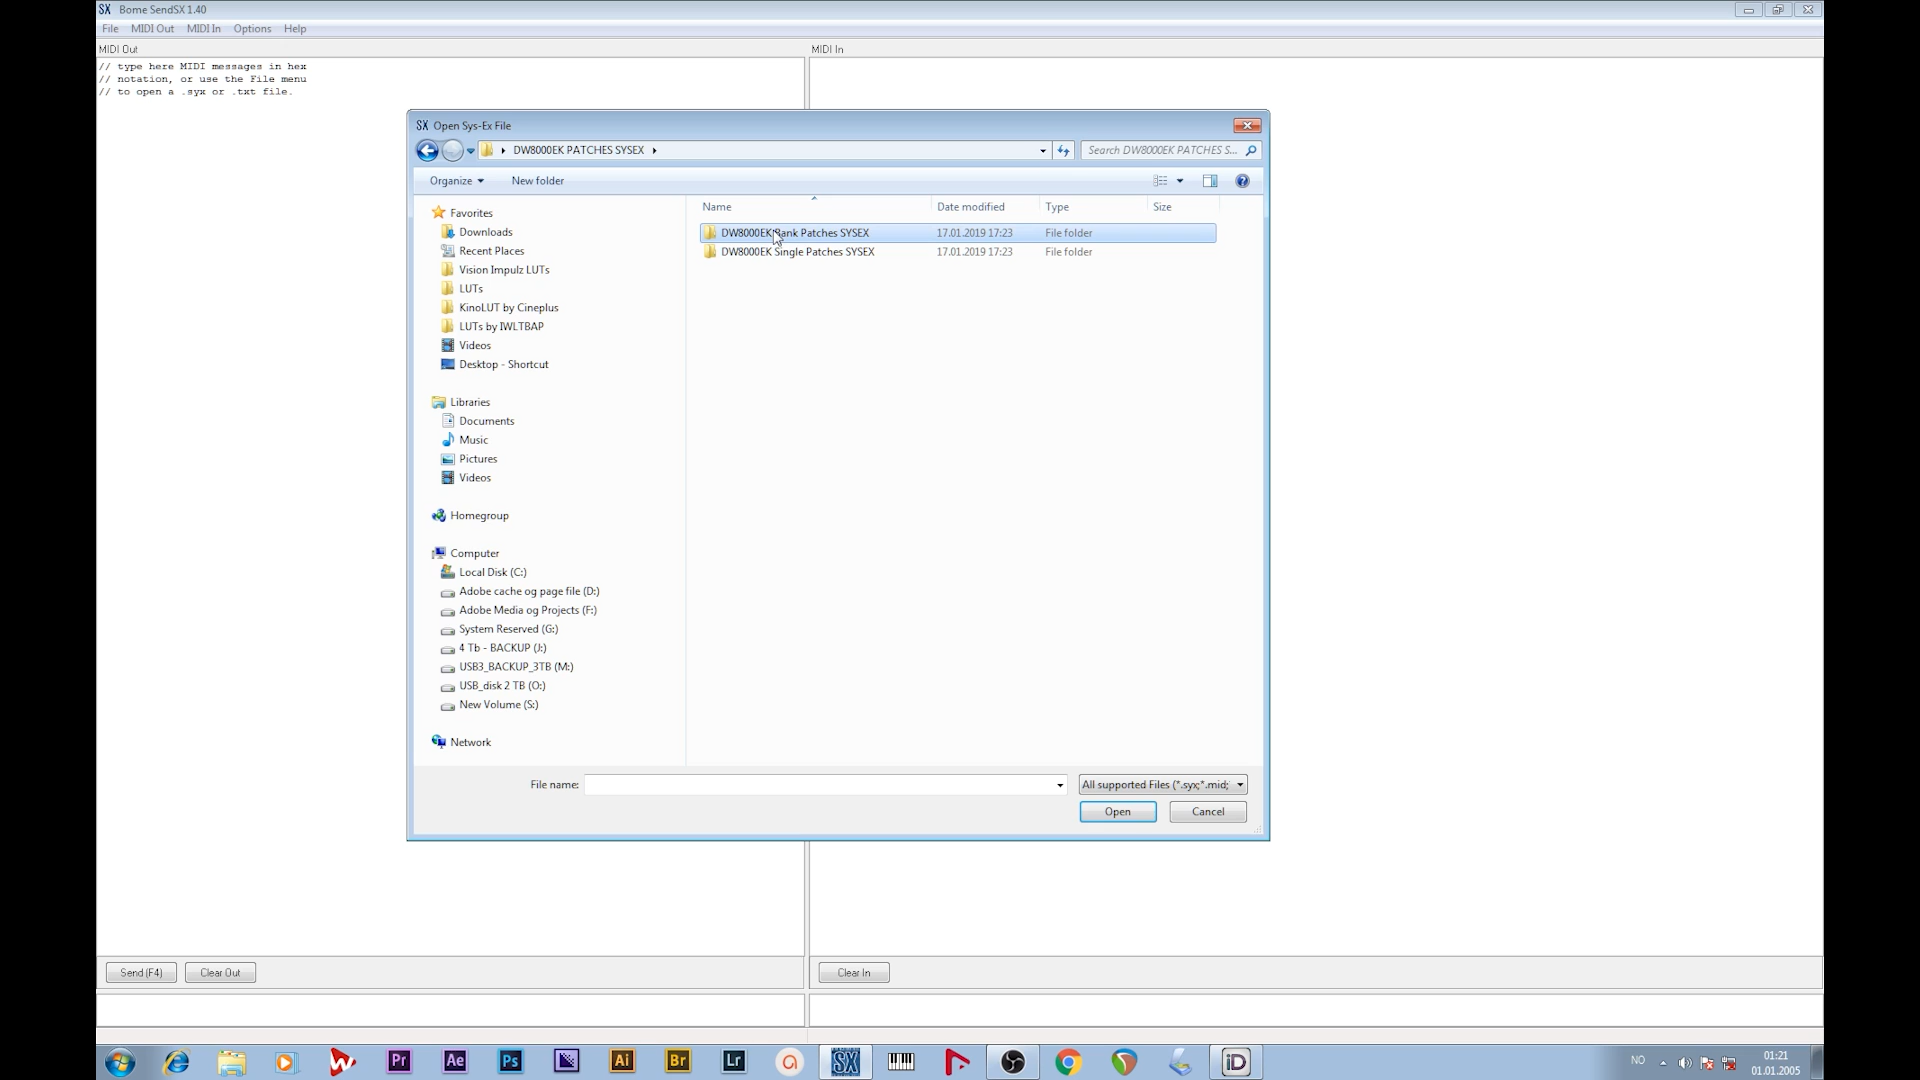 SX Bome SendSX 1.40
File MIDI Out MIDI In Options Help
MIDI Out
MIDI In
// type here MIDI messages in hex
// notation, or use the File menu
// to open a .syx or .txt file.
SX Open Sys-Ex File
DW8000EK PATCHES SYSEX
Search DW8000EK PATCHES S...
Organize New folder
Name Date modified Type Size
DW8000EK Bank Patches SYSEX 17.01.2019 17:23 File folder
DW8000EK Single Patches SYSEX 17.01.2019 17:23 File folder
Favorites
Downloads
Recent Places
Vision Impulz LUTs
LUTs
KinoLUT by Cineplus
LUTs by IWLTBAP
Videos
Desktop - Shortcut
Libraries
Documents
Music
Pictures
Videos
Homegroup
Computer
Local Disk (C:)
Adobe cache og page file (D:)
Adobe Media og Projects (F:)
System Reserved (G:)
4 Tb - BACKUP (J:)
USB3_BACKUP_3TB (M:)
USB_disk 2 TB (O:)
New Volume (S:)
Network
File name:
All supported Files (*.syx;*.mid;
Open Cancel
Send (F4) Clear Out
Clear In
Pr Ae Ps Ai Br Lr SX iD
NO
01:21
01.01.2005